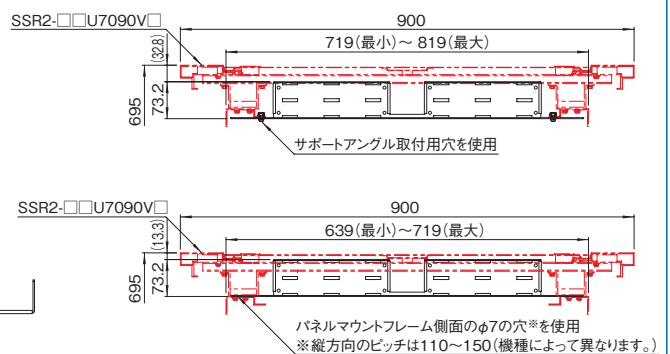 SSR2-□□U7090V□
900
719(最小)～819(最大)
(32.8)
73.2
695
サポートアングル取付用穴を使用
SSR2-□□U7090V□
900
639(最小)～719(最大)
(13.3)
73.2
695
パネルマウントフレーム側面のφ7の穴※を使用
※縦方向のピッチは110～150(機種によって異なります。)